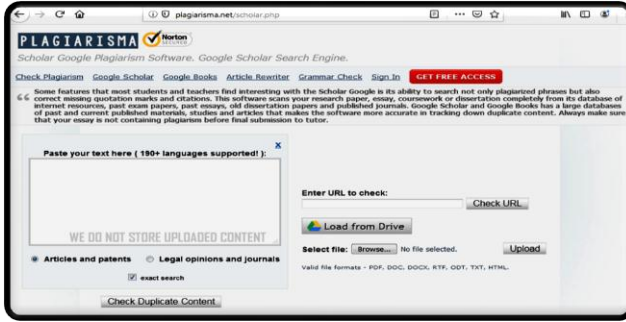 plagiarisma.net/scholar.php
PLAGIARISMA Norton SECURED
Scholar Google Plagiarism Software. Google Scholar Search Engine.
Check Plagiarism Google Scholar Google Books Article Rewriter Grammar Check Sign In GET FREE ACCESS
Some features that most students and teachers find interesting with the Scholar Google is its ability to search not only plagiarized phrases but also
correct missing quotation marks and citations. This software scans your research paper, essay, coursework or dissertation completely from its database of
internet resources, past exam papers, past essays, old dissertation papers and published journals. Google Scholar and Google Books has a large databases
of past and current published materials, studies and articles that makes the software more accurate in tracking down duplicate content. Always make sure
that your essay is not containing plagiarism before final submission to tutor.
X
Paste your text here ( 190+ languages supported! ):
WE DO NOT STORE UPLOADED CONTENT
Articles and patents Legal opinions and journals
exact search
Check Duplicate Content
Enter URL to check:
Check URL
Load from Drive
Select file: Browse... No file selected. Upload
Valid file formats - PDF, DOC, DOCX, RTF, ODT, TXT, HTML.